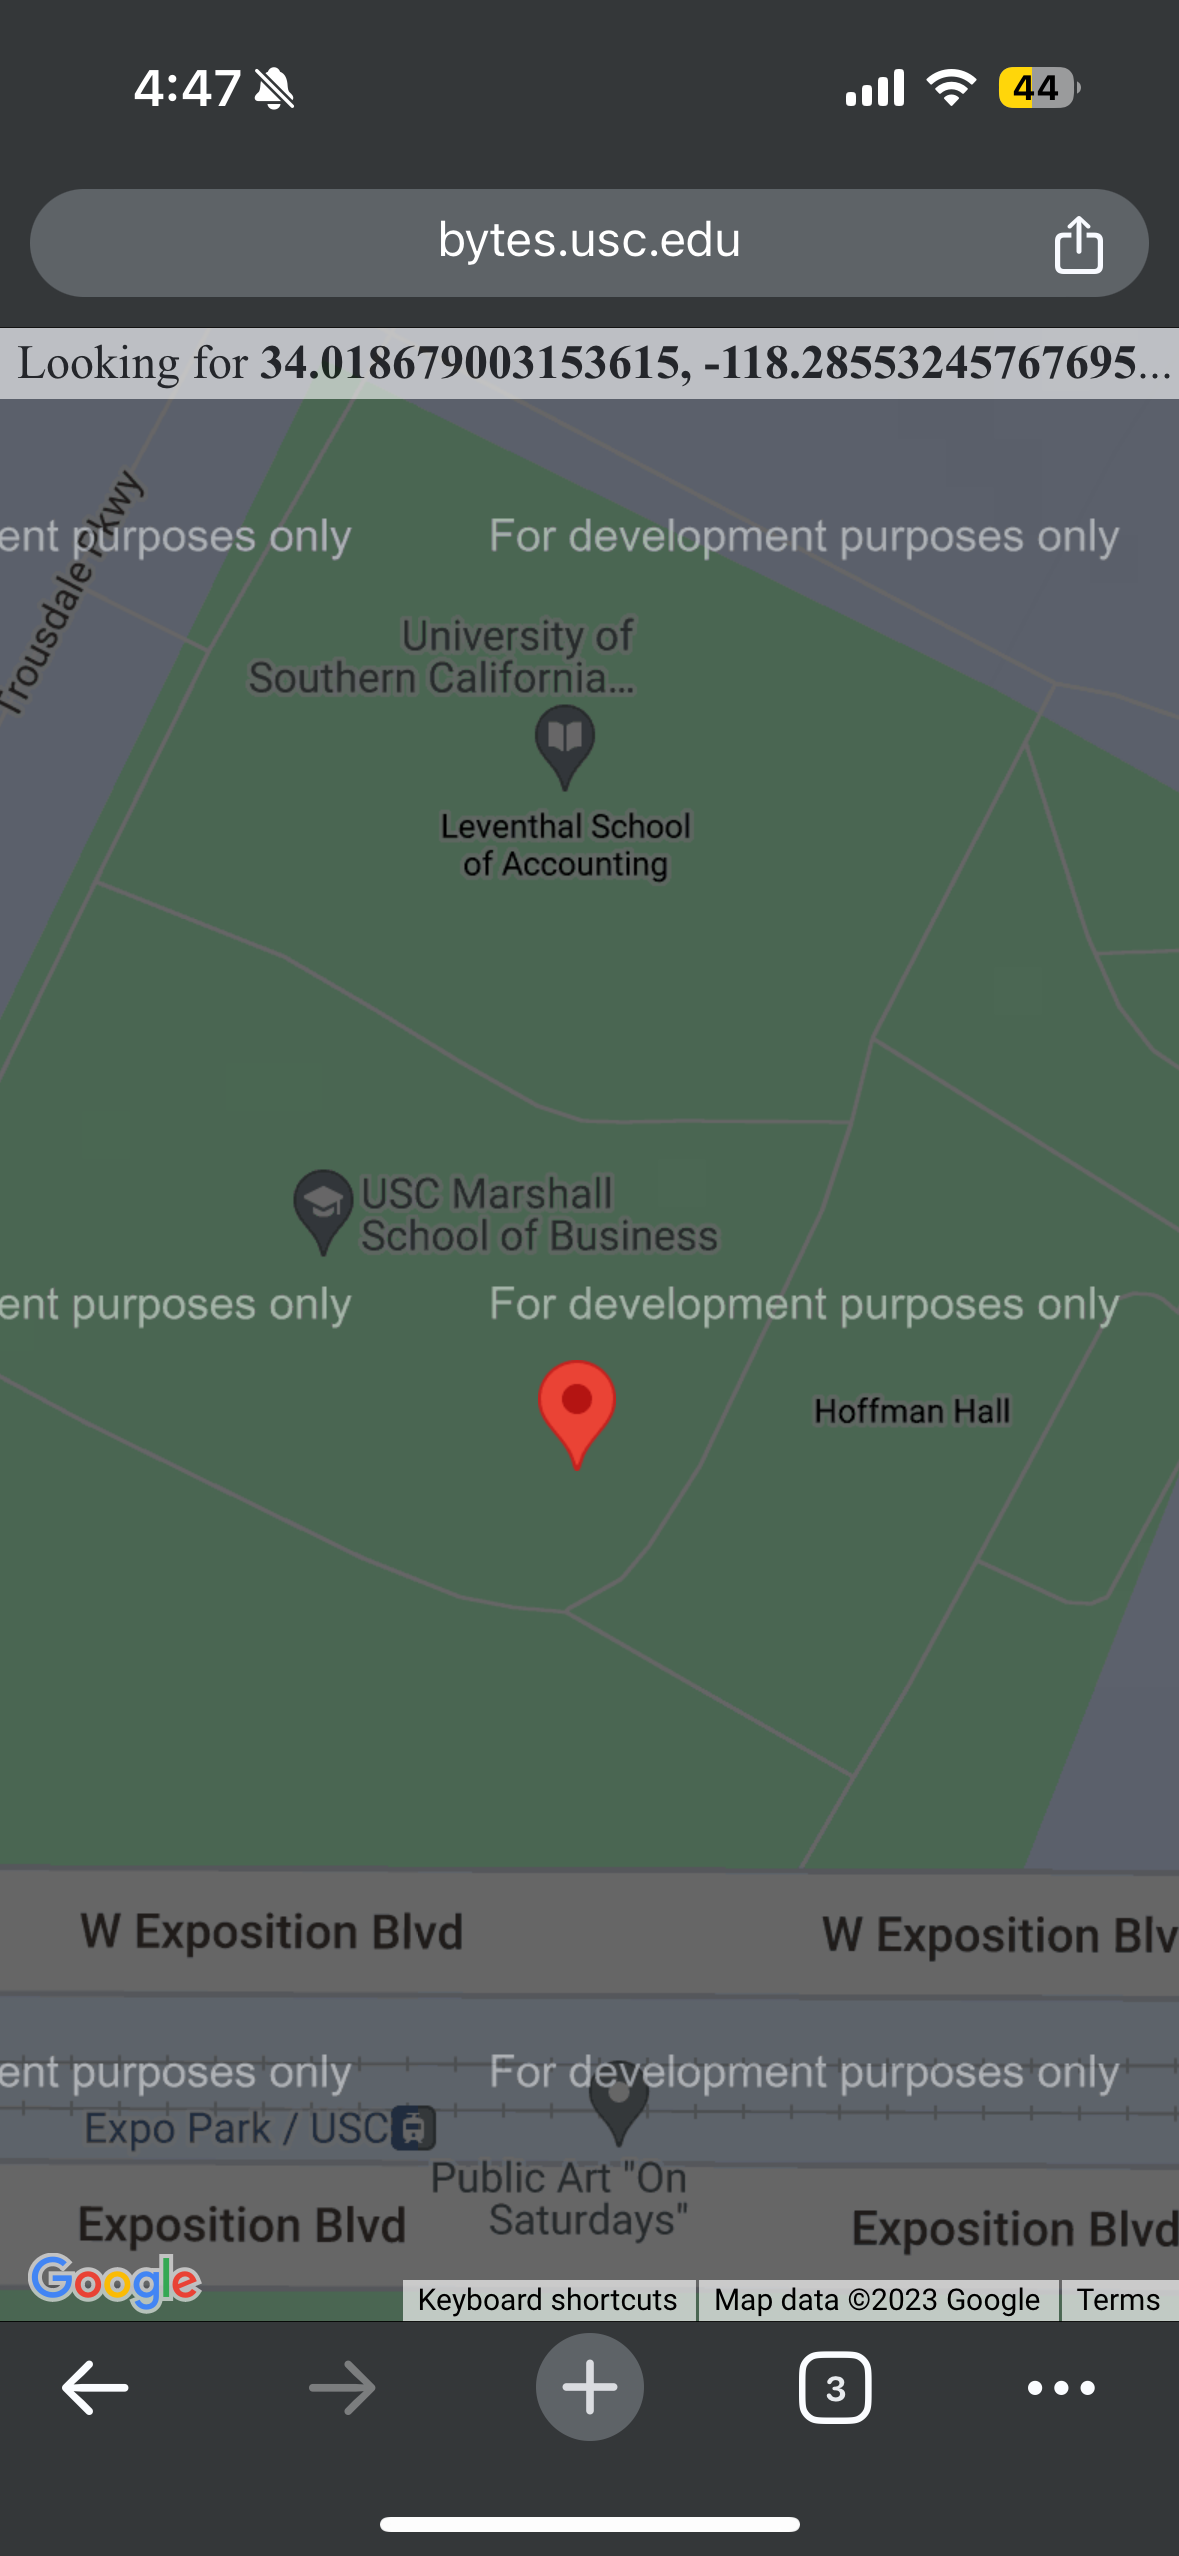 4:47
44
bytes.usc.edu
Looking for 34.018679003153615, -118.28553245767695...
Trousdale Pkwy
ent purposes only
For development purposes only
University of
Southern California...
Leventhal School
of Accounting
USC Marshall
School of Business
ent purposes only
For development purposes only
Hoffman Hall
W Exposition Blvd
W Exposition Blv
ent purposes only
For development purposes only
Expo Park / USC
Public Art "On
Saturdays"
Exposition Blvd
Exposition Blvd
Google
Keyboard shortcuts
Map data ©2023 Google
Terms
3